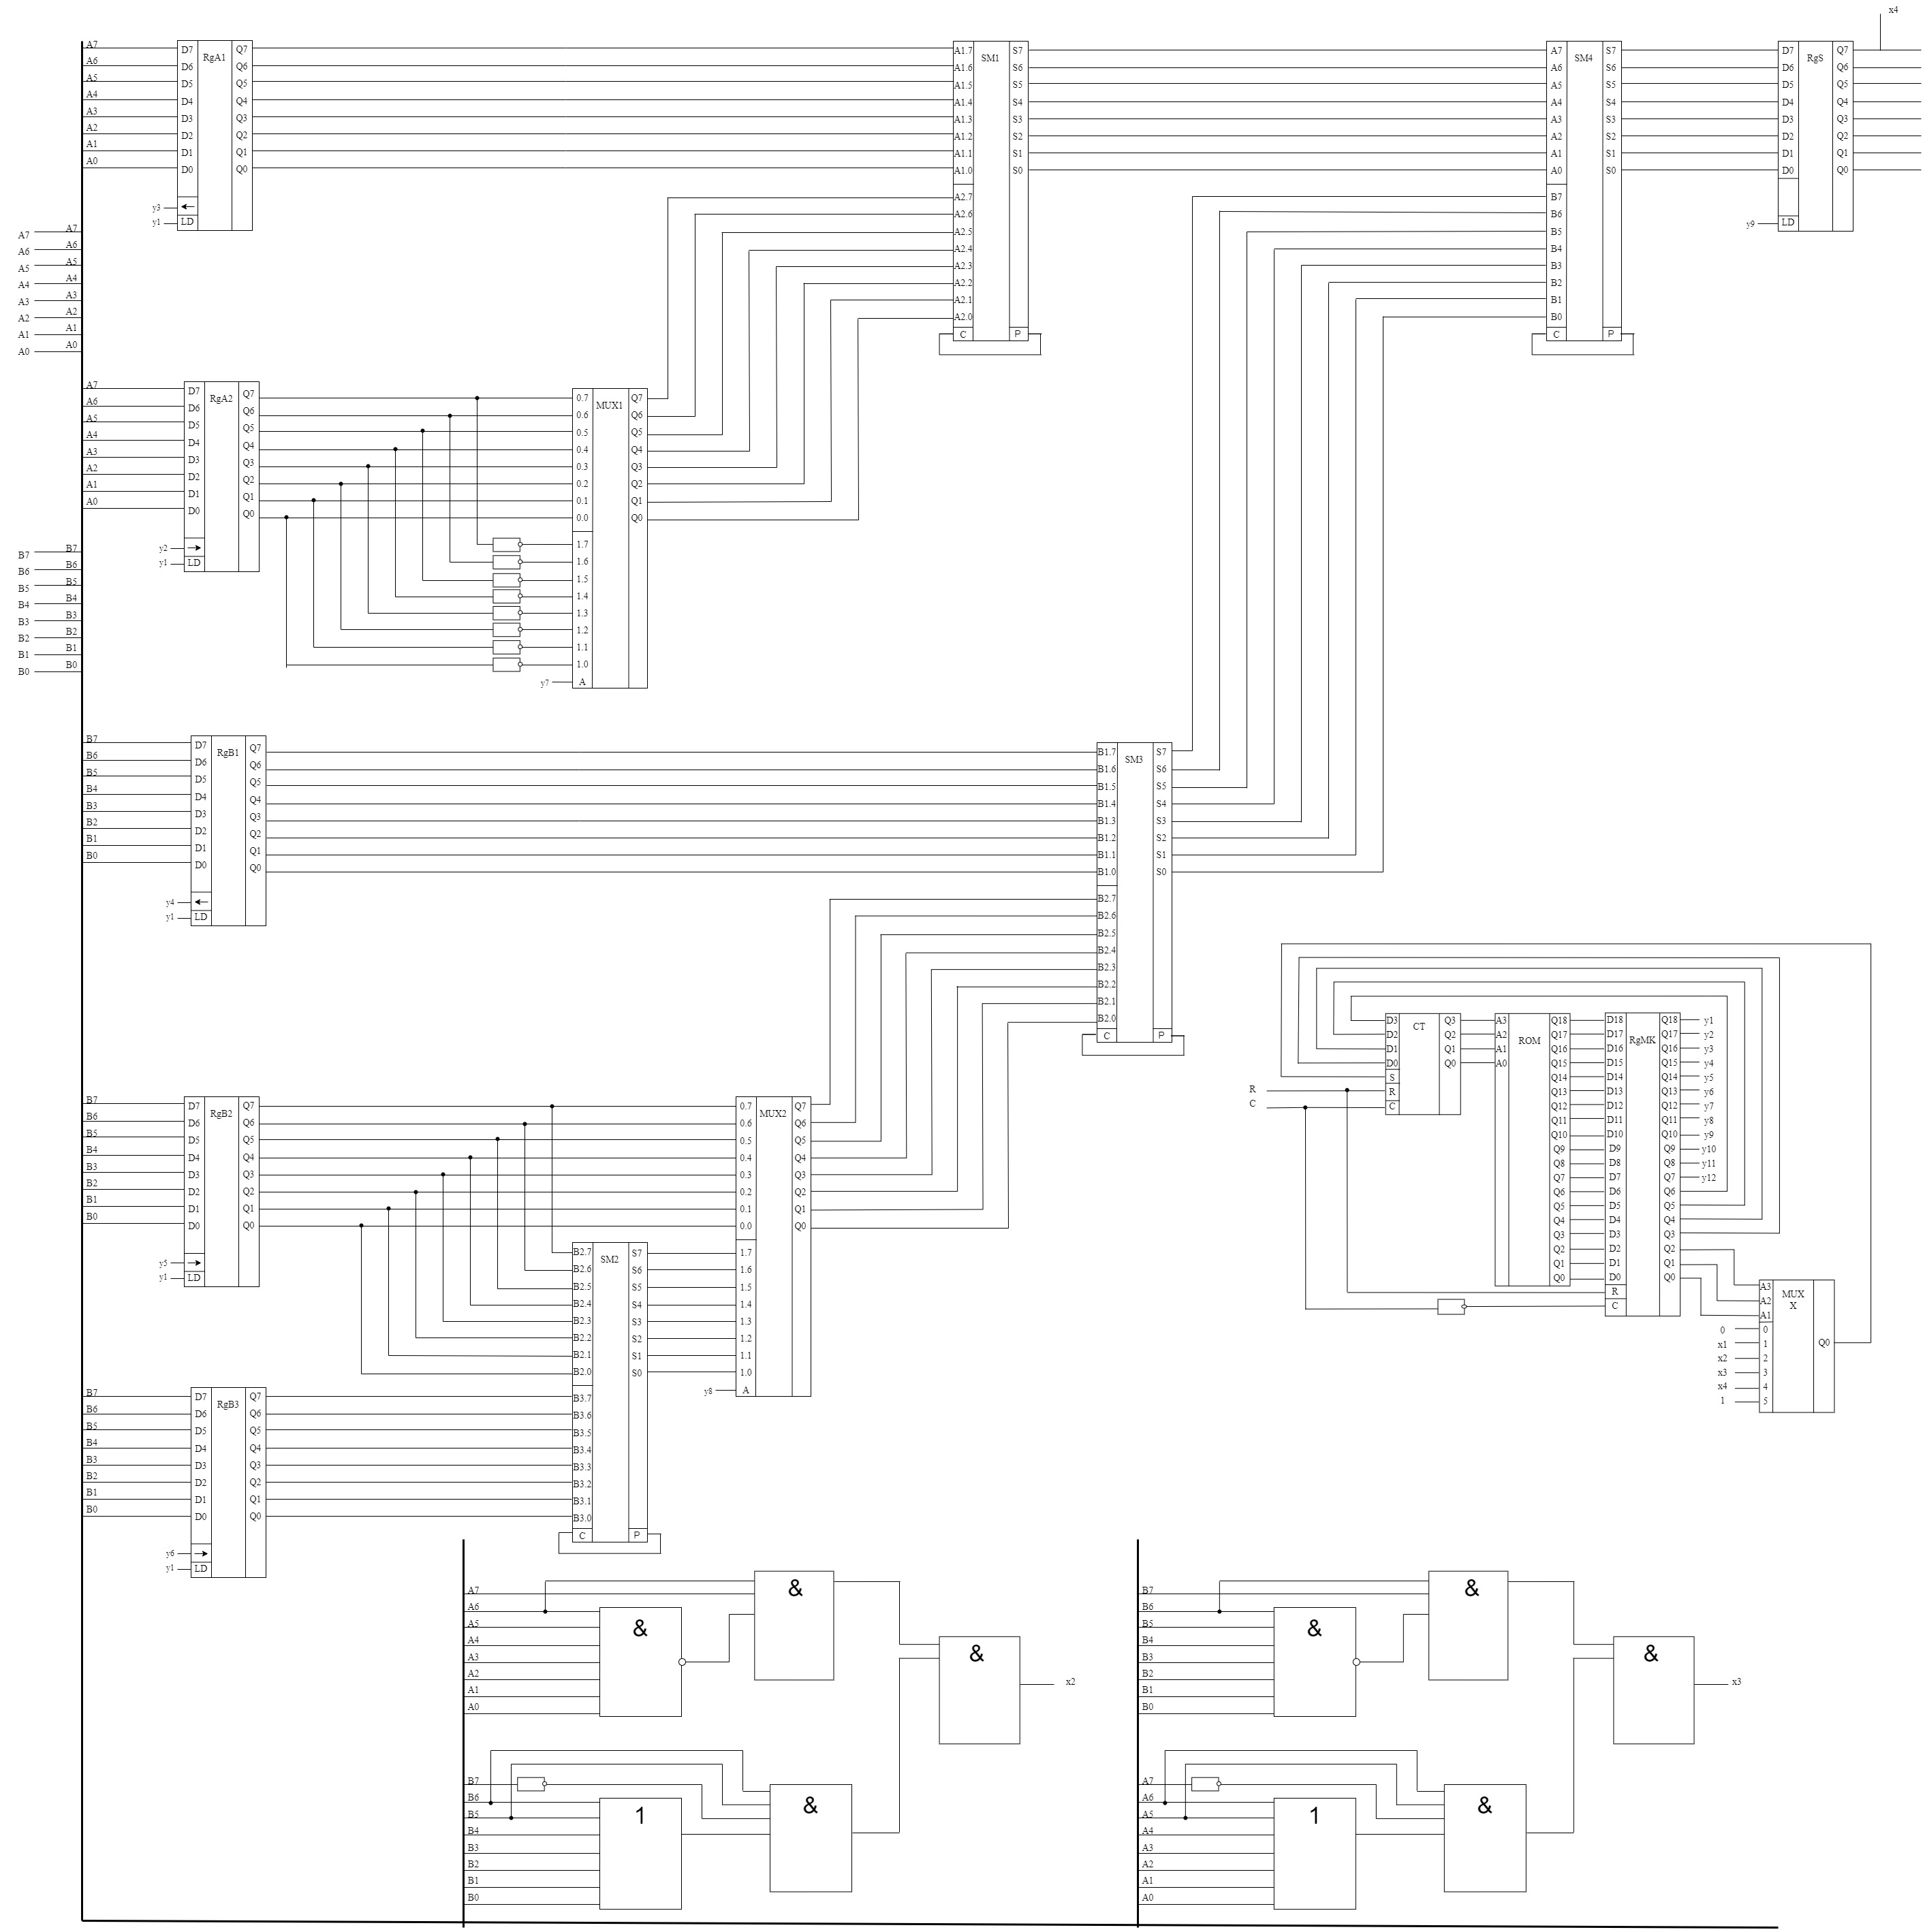 x4
A7 D7 RgA1 Q7
A6 D6 Q6
A5 D5 Q5
A4 D4 Q4
A3 D3 Q3
A2 D2 Q2
A1 D1 Q1
A0 D0 Q0
y3
y1 LD
A1.7 SM1 S7
A1.6 S6
A1.5 S5
A1.4 S4
A1.3 S3
A1.2 S2
A1.1 S1
A1.0 S0
A2.7
A2.6
A2.5
A2.4
A2.3
A2.2
A2.1
A2.0
C P
A7 SM4 S7
A6 S6
A5 S5
A4 S4
A3 S3
A2 S2
A1 S1
A0 S0
B7
B6
B5
B4
B3
B2
B1
B0
C P
D7 RgS Q7
D6 Q6
D5 Q5
D4 Q4
D3 Q3
D2 Q2
D1 Q1
D0 Q0
y9 LD
A7 A7
A6 A6
A5 A5
A4 A4
A3 A3
A2 A2
A1 A1
A0 A0
A7 D7 RgA2 Q7
A6 D6 Q6
A5 D5 Q5
A4 D4 Q4
A3 D3 Q3
A2 D2 Q2
A1 D1 Q1
A0 D0 Q0
y2
y1 LD
0.7 MUX1 Q7
0.6 Q6
0.5 Q5
0.4 Q4
0.3 Q3
0.2 Q2
0.1 Q1
0.0 Q0
1.7
1.6
1.5
1.4
1.3
1.2
1.1
1.0
y7 A
B7 B7
B6 B6
B5 B5
B4 B4
B3 B3
B2 B2
B1 B1
B0 B0
B7 D7 RgB1 Q7
B6 D6 Q6
B5 D5 Q5
B4 D4 Q4
B3 D3 Q3
B2 D2 Q2
B1 D1 Q1
B0 D0 Q0
y4
y1 LD
B1.7 SM3 S7
B1.6 S6
B1.5 S5
B1.4 S4
B1.3 S3
B1.2 S2
B1.1 S1
B1.0 S0
B2.7
B2.6
B2.5
B2.4
B2.3
B2.2
B2.1
B2.0
C P
D3 CT Q3
D2 Q2
D1 Q1
D0 Q0
S
R R
C C
A3 ROM Q18
A2 Q17
A1 Q16
A0 Q15
Q14
Q13
Q12
Q11
Q10
Q9
Q8
Q7
Q6
Q5
Q4
Q3
Q2
Q1
Q0
D18 RgMK Q18 y1
D17 Q17 y2
D16 Q16 y3
D15 Q15 y4
D14 Q14 y5
D13 Q13 y6
D12 Q12 y7
D11 Q11 y8
D10 Q10 y9
D9 Q9 y10
D8 Q8 y11
D7 Q7 y12
D6 Q6
D5 Q5
D4 Q4
D3 Q3
D2 Q2
D1 Q1
D0 Q0
R
C
A3 MUX
A2 X
A1
0 0
x1 1 Q0
x2 2
x3 3
x4 4
1 5
B7 D7 RgB2 Q7
B6 D6 Q6
B5 D5 Q5
B4 D4 Q4
B3 D3 Q3
B2 D2 Q2
B1 D1 Q1
B0 D0 Q0
y5
y1 LD
0.7 MUX2 Q7
0.6 Q6
0.5 Q5
0.4 Q4
0.3 Q3
0.2 Q2
0.1 Q1
0.0 Q0
1.7
1.6
1.5
1.4
1.3
1.2
1.1
1.0
y8 A
B2.7 SM2 S7
B2.6 S6
B2.5 S5
B2.4 S4
B2.3 S3
B2.2 S2
B2.1 S1
B2.0 S0
B3.7
B3.6
B3.5
B3.4
B3.3
B3.2
B3.1
B3.0
C P
B7 D7 RgB3 Q7
B6 D6 Q6
B5 D5 Q5
B4 D4 Q4
B3 D3 Q3
B2 D2 Q2
B1 D1 Q1
B0 D0 Q0
y6
y1 LD
A7 &
A6
A5 &
A4 &
A3
A2 x2
A1
A0
B7
B6 &
B5 1
B4
B3
B2
B1
B0
B7 &
B6
B5 &
B4 &
B3
B2 x3
B1
B0
A7
A6 &
A5 1
A4
A3
A2
A1
A0